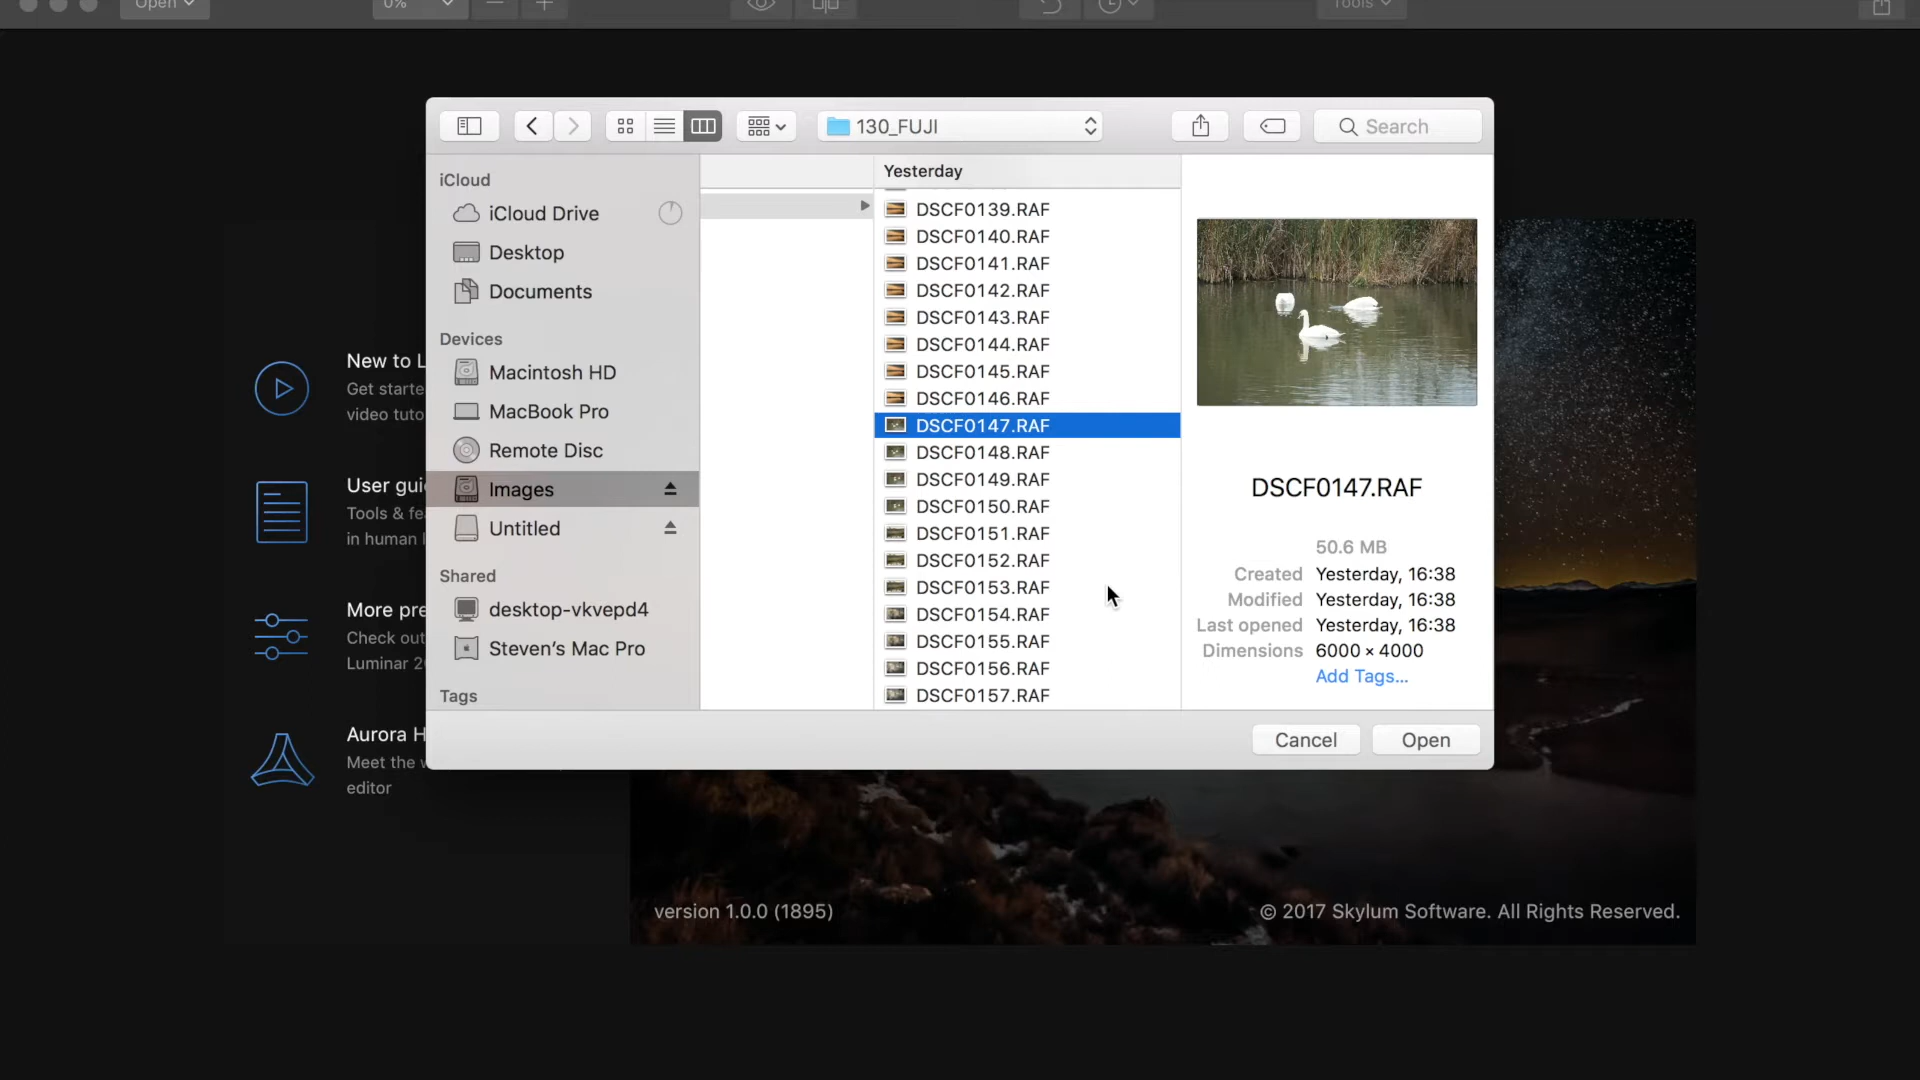 Open
0%
Tools
130_FUJI
Search
iCloud
iCloud Drive
Desktop
Documents
Devices
Macintosh HD
MacBook Pro
Remote Disc
Images
Untitled
Shared
desktop-vkvepd4
Steven's Mac Pro
Tags
Yesterday
DSCF0139.RAF
DSCF0140.RAF
DSCF0141.RAF
DSCF0142.RAF
DSCF0143.RAF
DSCF0144.RAF
DSCF0145.RAF
DSCF0146.RAF
DSCF0147.RAF
DSCF0148.RAF
DSCF0149.RAF
DSCF0150.RAF
DSCF0151.RAF
DSCF0152.RAF
DSCF0153.RAF
DSCF0154.RAF
DSCF0155.RAF
DSCF0156.RAF
DSCF0157.RAF
DSCF0147.RAF
50.6 MB
Created Yesterday, 16:38
Modified Yesterday, 16:38
Last opened Yesterday, 16:38
Dimensions 6000 × 4000
Add Tags...
Cancel
Open
New to L
Get starte
video tuto
User gui
Tools & fe
in human l
More pre
Check out
Luminar 2
Aurora H
Meet the
editor
version 1.0.0 (1895)
© 2017 Skylum Software. All Rights Reserved.